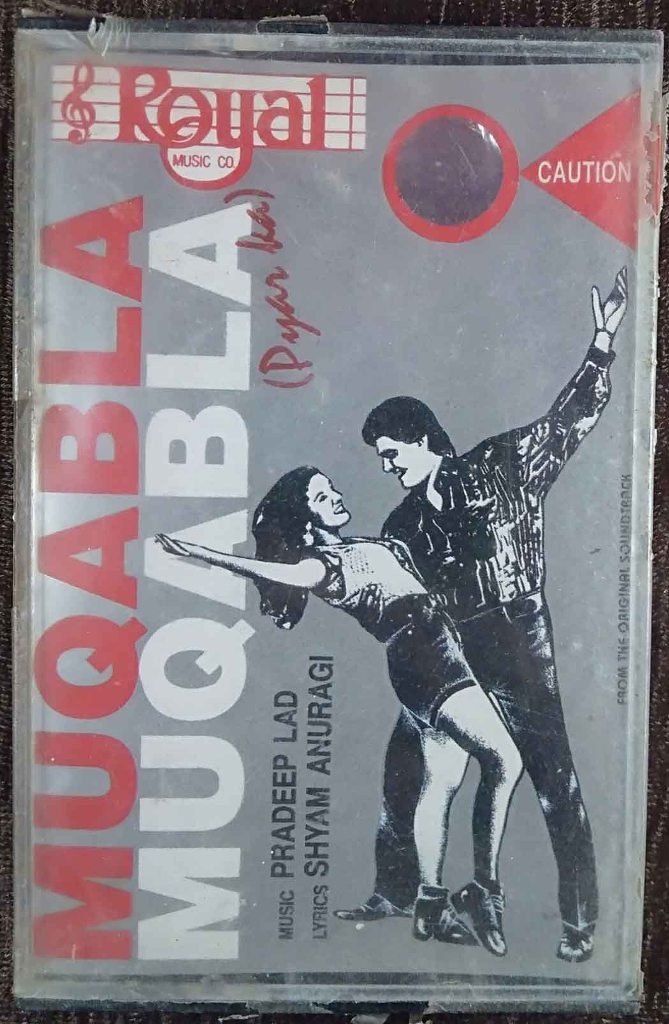 Royal
MUSIC CO.
CAUTION
MUQABLA
MUQABLA
(Pyar ka)
MUSIC PRADEEP LAD
LYRICS SHYAM ANURAGI
FROM THE ORIGINAL SOUNDTRACK